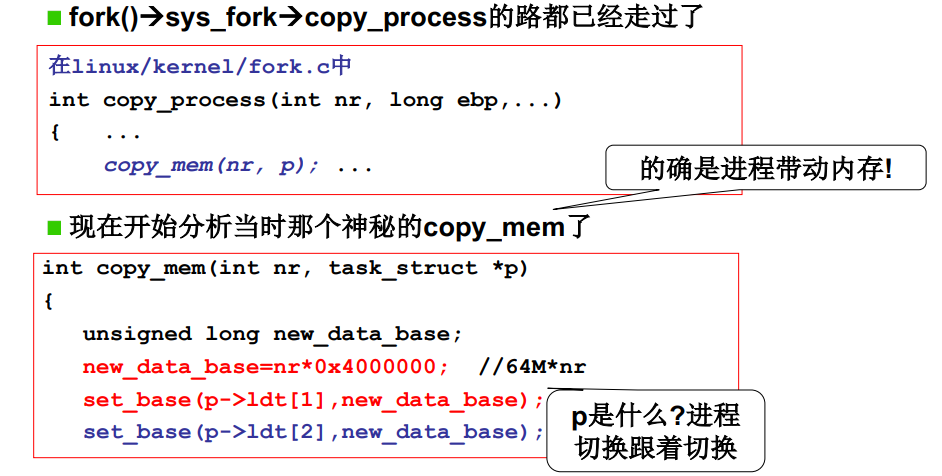 fork()→sys_fork→copy_process的路都已经走过了
在linux/kernel/fork.c中
int copy_process(int nr, long ebp,...)
{ ...
copy_mem(nr, p); ...
的确是进程带动内存!
现在开始分析当时那个神秘的copy_mem了
int copy_mem(int nr, task_struct *p)
{
unsigned long new_data_base;
new_data_base=nr*0x4000000; //64M*nr
set_base(p->ldt[1],new_data_base);
set_base(p->ldt[2],new_data_base);
p是什么?进程
切换跟着切换